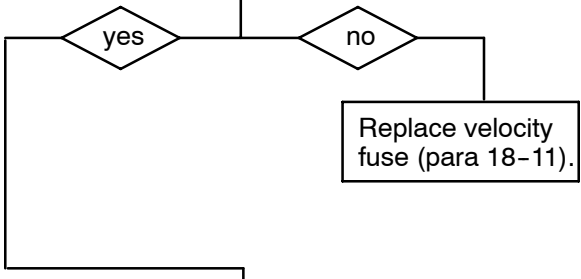 yes
no
Replace velocity
fuse (para 18-11).